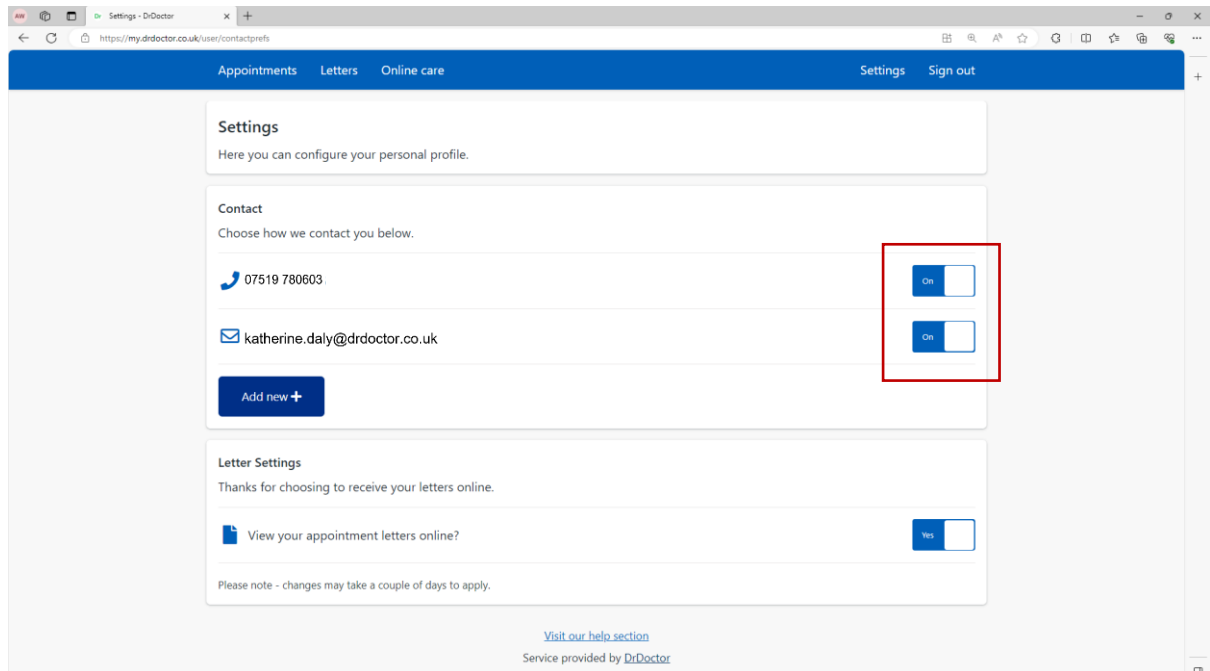 AW
Settings - DrDoctor
https://my.drdoctor.co.uk/user/contactprefs
Appointments Letters Online care Settings Sign out
Settings
Here you can configure your personal profile.
Contact
Choose how we contact you below.
07519 780603 On
katherine.daly@drdoctor.co.uk On
Add new +
Letter Settings
Thanks for choosing to receive your letters online.
View your appointment letters online? Yes
Please note - changes may take a couple of days to apply.
Visit our help section
Service provided by DrDoctor